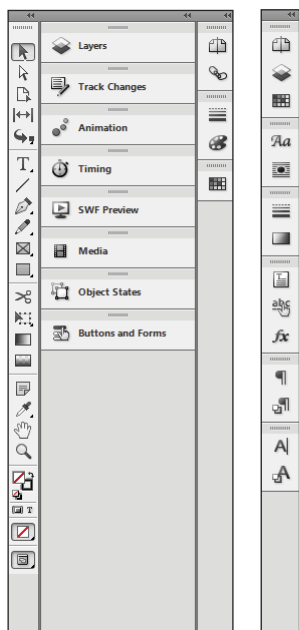 Layers
Track Changes
Animation
Timing
SWF Preview
Media
Object States
Buttons and Forms